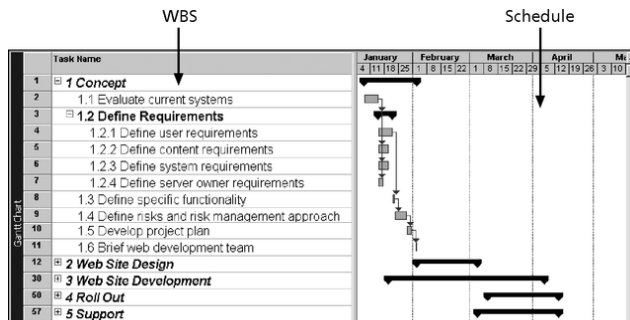 WBS Schedule
Task Name January February March April Ma
4 11 18 25 1 8 15 22 1 8 15 22 29 5 12 19 26 3 10
1 1 Concept
2 1.1 Evaluate current systems
3 1.2 Define Requirements
4 1.2.1 Define user requirements
5 1.2.2 Define content requirements
6 1.2.3 Define system requirements
7 1.2.4 Define server owner requirements
8 1.3 Define specific functionality
9 1.4 Define risks and risk management approach
10 1.5 Develop project plan
11 1.6 Brief web development team
12 2 Web Site Design
30 3 Web Site Development
50 4 Roll Out
57 5 Support
Gantt Chart